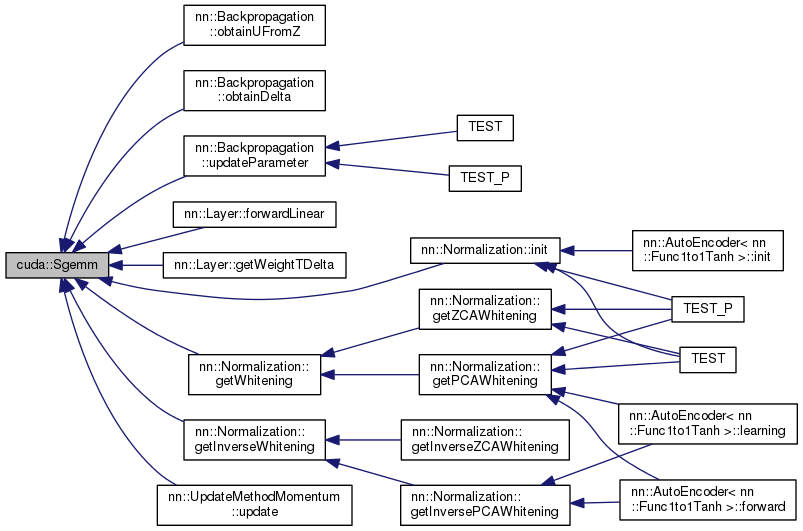 nn::Backpropagation
::obtainUFromZ
nn::Backpropagation
::obtainDelta
nn::Backpropagation
::updateParameter
TEST
TEST_P
nn::Layer::forwardLinear
cuda::Sgemm
nn::Layer::getWeightTDelta
nn::Normalization::init
nn::AutoEncoder< nn
::Func1to1Tanh >::init
nn::Normalization::
getZCAWhitening
TEST_P
TEST
nn::Normalization::
getWhitening
nn::Normalization::
getPCAWhitening
nn::Normalization::
getInverseWhitening
nn::Normalization::
getInverseZCAWhitening
nn::AutoEncoder< nn
::Func1to1Tanh >::learning
nn::UpdateMethodMomentum
::update
nn::Normalization::
getInversePCAWhitening
nn::AutoEncoder< nn
::Func1to1Tanh >::forward